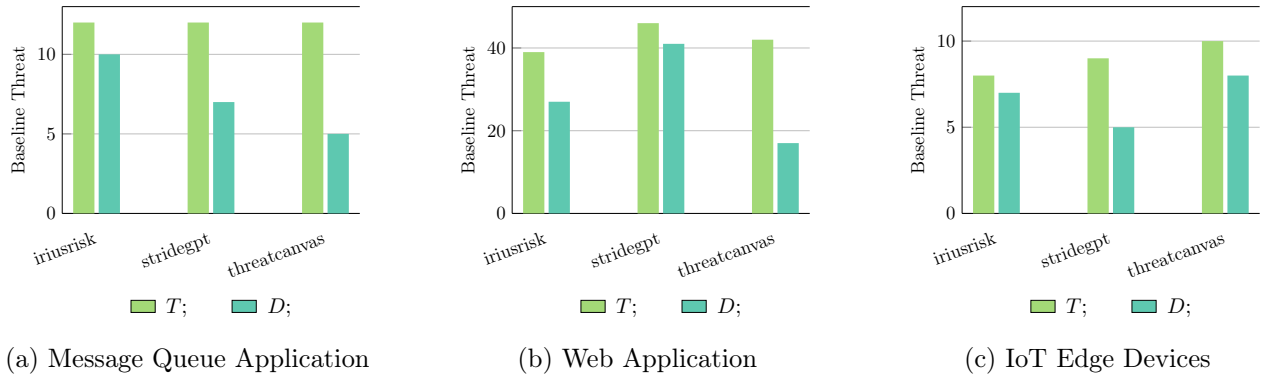 Baseline Threat
10
5
0
iriusrisk
stridegpt
threatcanvas
T; D;
(a) Message Queue Application
Baseline Threat
40
20
0
iriusrisk
stridegpt
threatcanvas
T; D;
(b) Web Application
Baseline Threat
10
5
0
iriusrisk
stridegpt
threatcanvas
T; D;
(c) IoT Edge Devices